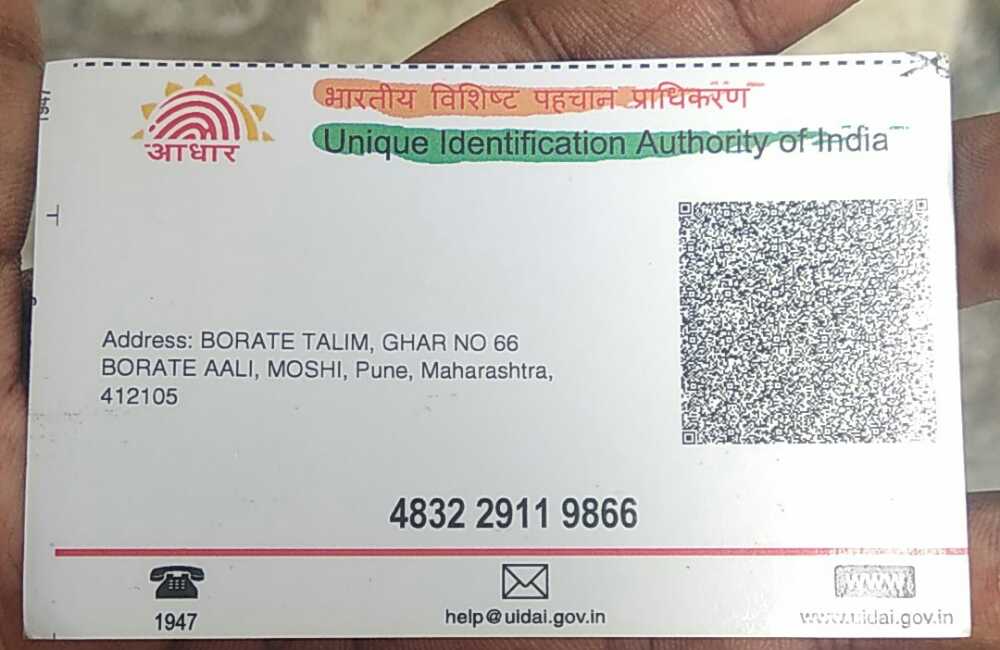 1947
आधार
भारतीय विशिष्ट पहचान प्राधिकरण
Unique Identification Authority of India
Address: BORATE TALIM, GHAR NO 66
BORATE AALI, MOSHI, Pune, Maharashtra,
412105
4832 2911 9866
1947
help@uidai.gov.in
WWW
www.uidai.gov.in